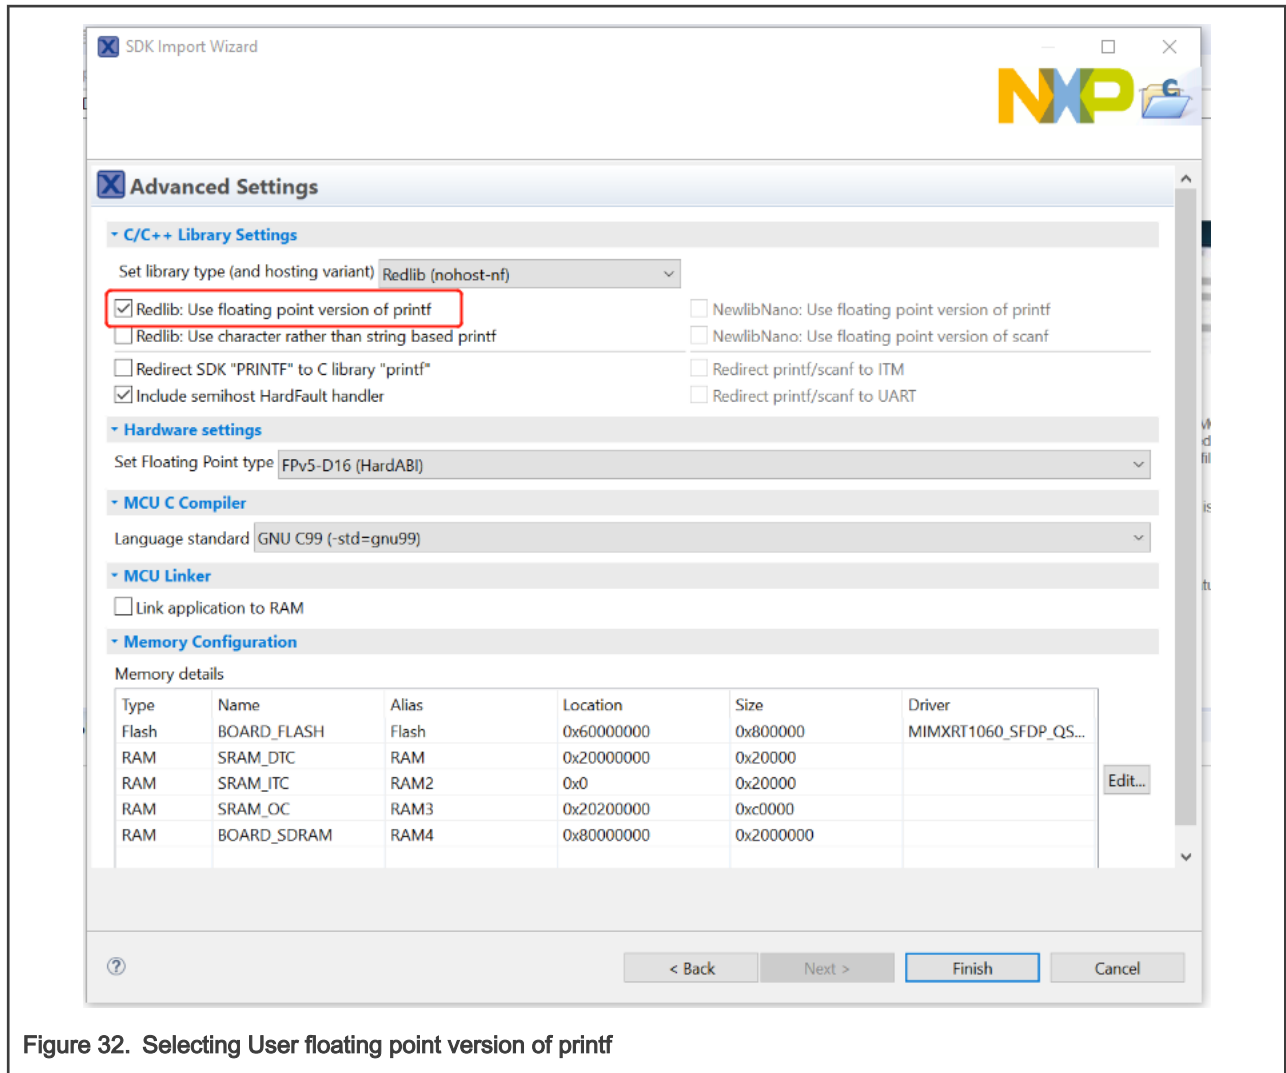 SDK Import Wizard
NXP
Advanced Settings
C/C++ Library Settings
Set library type (and hosting variant) Redlib (nohost-nf)
Redlib: Use floating point version of printf NewlibNano: Use floating point version of printf
Redlib: Use character rather than string based printf NewlibNano: Use floating point version of scanf
Redirect SDK "PRINTF" to C library "printf" Redirect printf/scanf to ITM
Include semihost HardFault handler Redirect printf/scanf to UART
Hardware settings
Set Floating Point type FPv5-D16 (HardABI)
MCU C Compiler
Language standard GNU C99 (-std=gnu99)
MCU Linker
Link application to RAM
Memory Configuration
Memory details
Type Name Alias Location Size Driver
Flash BOARD_FLASH Flash 0x60000000 0x800000 MIMXRT1060_SFDP_QS...
RAM SRAM_DTC RAM 0x20000000 0x20000
RAM SRAM_ITC RAM2 0x0 0x20000
RAM SRAM_OC RAM3 0x20200000 0xc0000
RAM BOARD_SDRAM RAM4 0x80000000 0x2000000
Edit...
< Back Next > Finish Cancel
Figure 32. Selecting User floating point version of printf